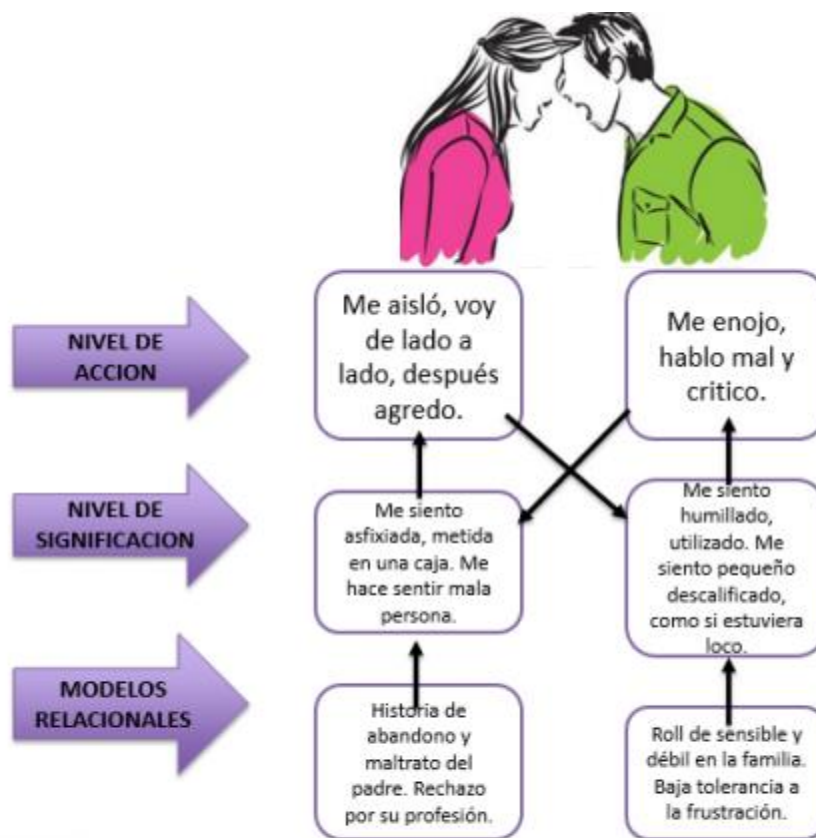 NIVEL DE
ACCION
Me aisló, voy
de lado a
lado, después
agredo.
Me enojo,
hablo mal y
critico.
NIVEL DE
SIGNIFICACION
Me siento
asfixiada, metida
en una caja. Me
hace sentir mala
persona.
Me siento
humillado,
utilizado. Me
siento pequeño
descalificado,
como si estuviera
loco.
MODELOS
RELACIONALES
Historia de
abandono y
maltrato del
padre. Rechazo
por su profesión.
Roll de sensible y
débil en la familia.
Baja tolerancia a
la frustración.